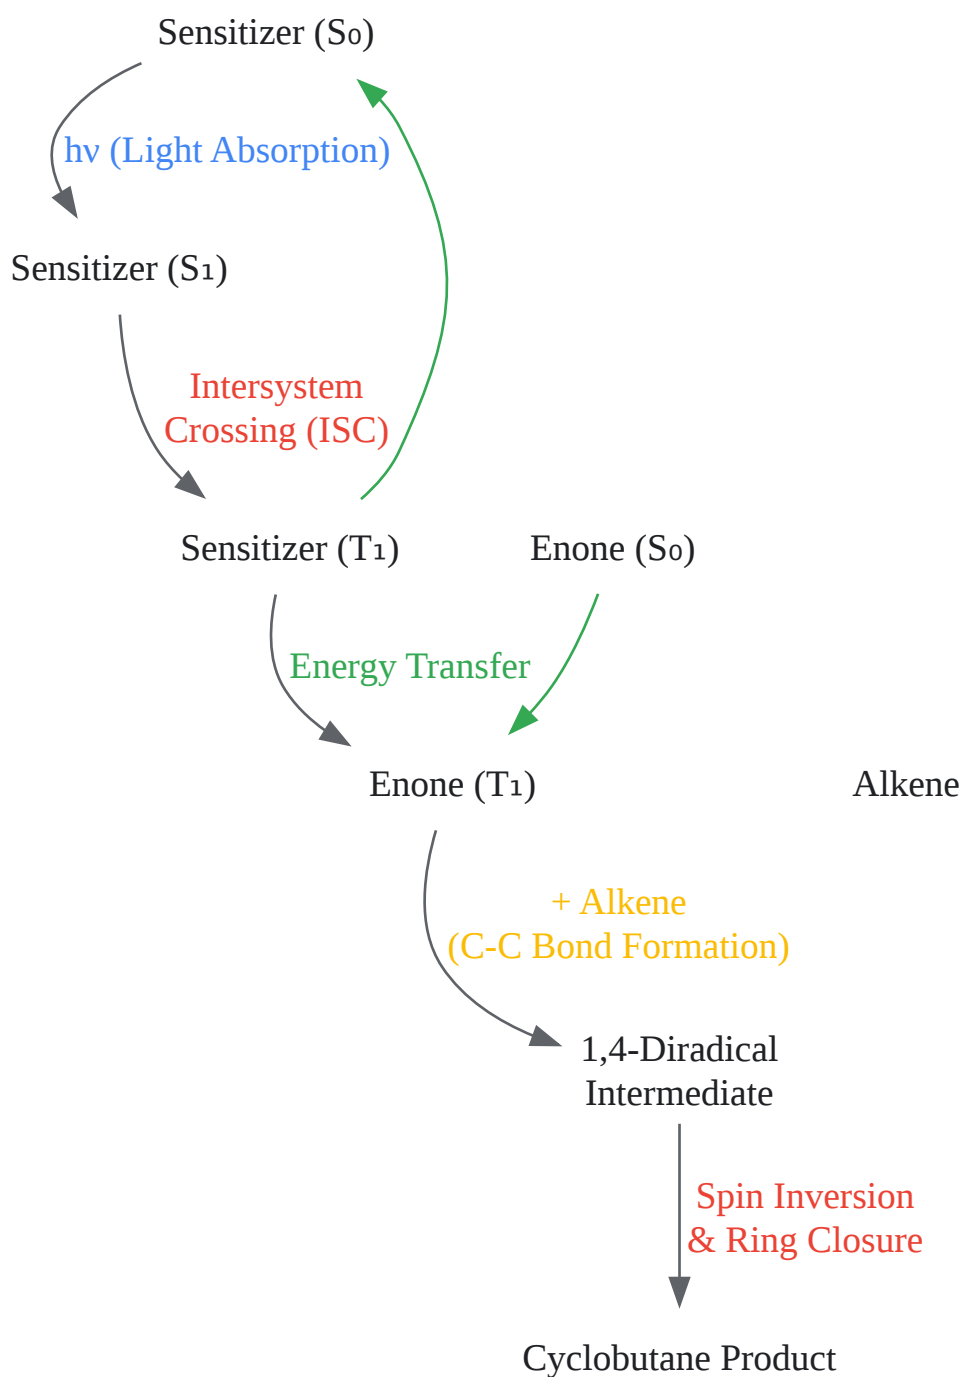 Sensitizer (S₀)
hν (Light Absorption)
Sensitizer (S₁)
Intersystem
Crossing (ISC)
Sensitizer (T₁)
Enone (S₀)
Energy Transfer
Enone (T₁)
Alkene
+ Alkene
(C-C Bond Formation)
1,4-Diradical
Intermediate
Spin Inversion
& Ring Closure
Cyclobutane Product